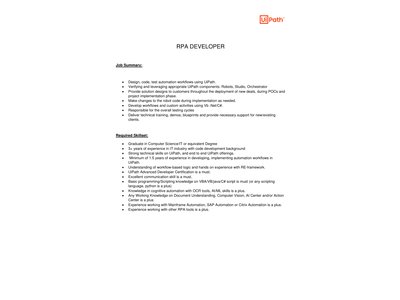 UiPath
RPA DEVELOPER
Job Summary:
• Design, code, test automation workflows using UiPath
• Verifying and leveraging appropriate UiPath components: Robots, Studio, Orchestrator
• Provide solution designs to customers throughout the deployment of new deals, during POCs and
project implementation phase.
• Make changes to the robot code during implementation as needed.
• Develop workflows and custom activities using Vb .Net/C#.
• Responsible for the overall testing cycles
• Deliver technical training, demos, blueprints and provide necessary support for new/existing
clients.
Required Skillset:
• Graduate in Computer Science/IT or equivalent Degree
• 3+ years of experience in IT industry with code development background
• Strong technical skills on UiPath, and end to end UiPath offerings.
• Minimum of 1.5 years of experience in developing, implementing automation workflows in
UiPath.
• Understanding of workflow-based logic and hands on experience with RE framework.
• UiPath Advanced Developer Certification is a must.
• Excellent communication skill is a must.
• Basic programming/Scripting knowledge on VBA/VB/java/C# script is must (or any scripting
language, python is a plus)
• Knowledge in cognitive automation with OCR tools, AI/ML skills is a plus.
• Any Working Knowledge on Document Understanding, Computer Vision, AI Center and/or Action
Center is a plus.
• Experience working with Mainframe Automation, SAP Automation or Citrix Automation is a plus.
• Experience working with other RPA tools is a plus.